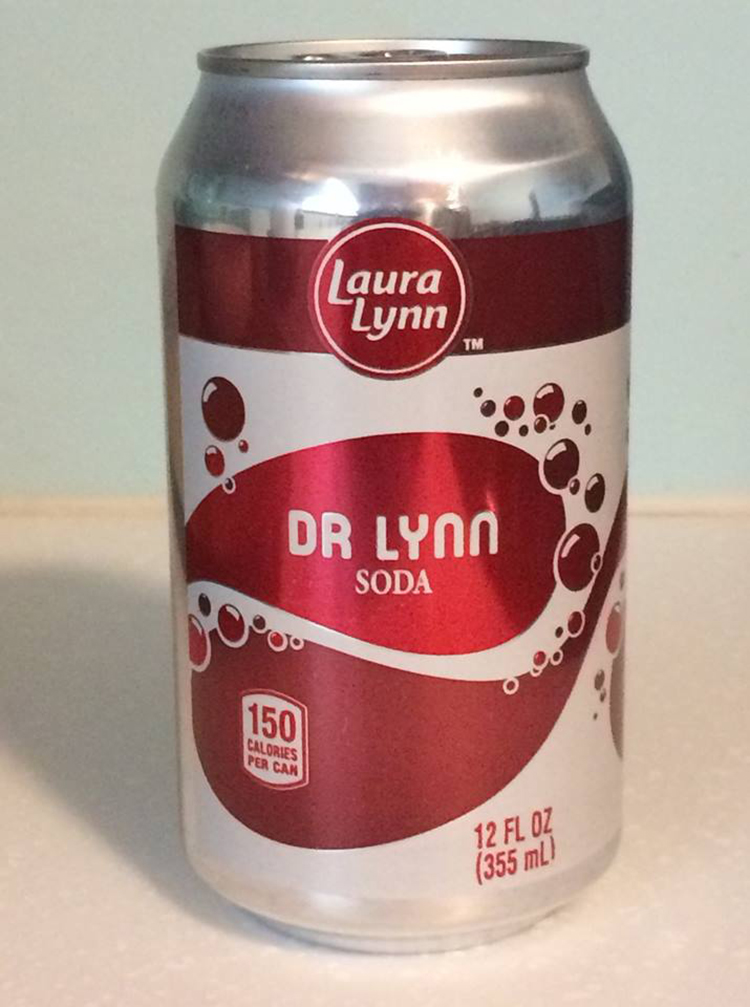 Laura
Lynn
TM
DR LYNN
SODA
150
CALORIES
PER CAN
12 FL OZ
(355 mL)